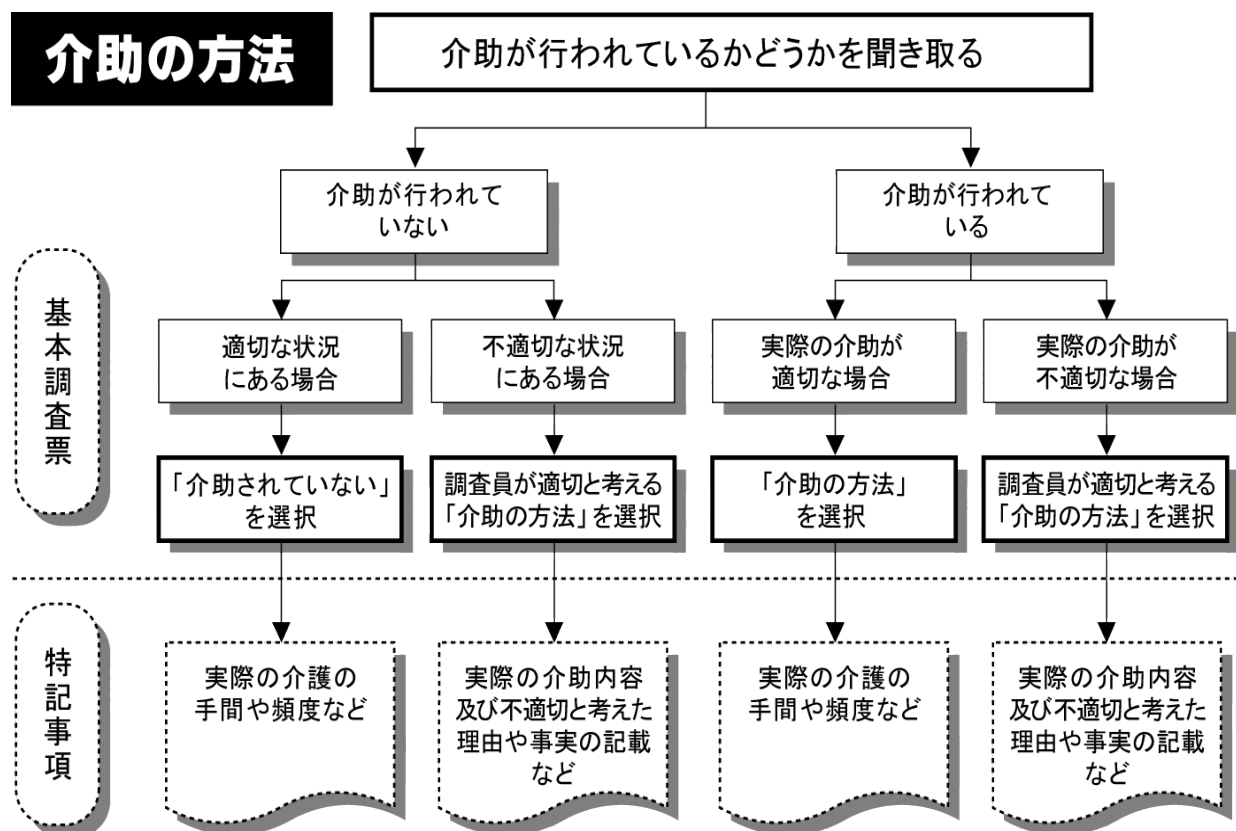 介助の方法
介助が行われているかどうかを聞き取る
介助が行われて
いない
介助が行われて
いる
基本調査票
適切な状況
にある場合
不適切な状況
にある場合
実際の介助が
適切な場合
実際の介助が
不適切な場合
「介助されていない」
を選択
調査員が適切と考える
「介助の方法」を選択
「介助の方法」
を選択
調査員が適切と考える
「介助の方法」を選択
特記事項
実際の介護の
手間や頻度など
実際の介助内容
及び不適切と考えた
理由や事実の記載
など
実際の介護の
手間や頻度など
実際の介助内容
及び不適切と考えた
理由や事実の記載
など